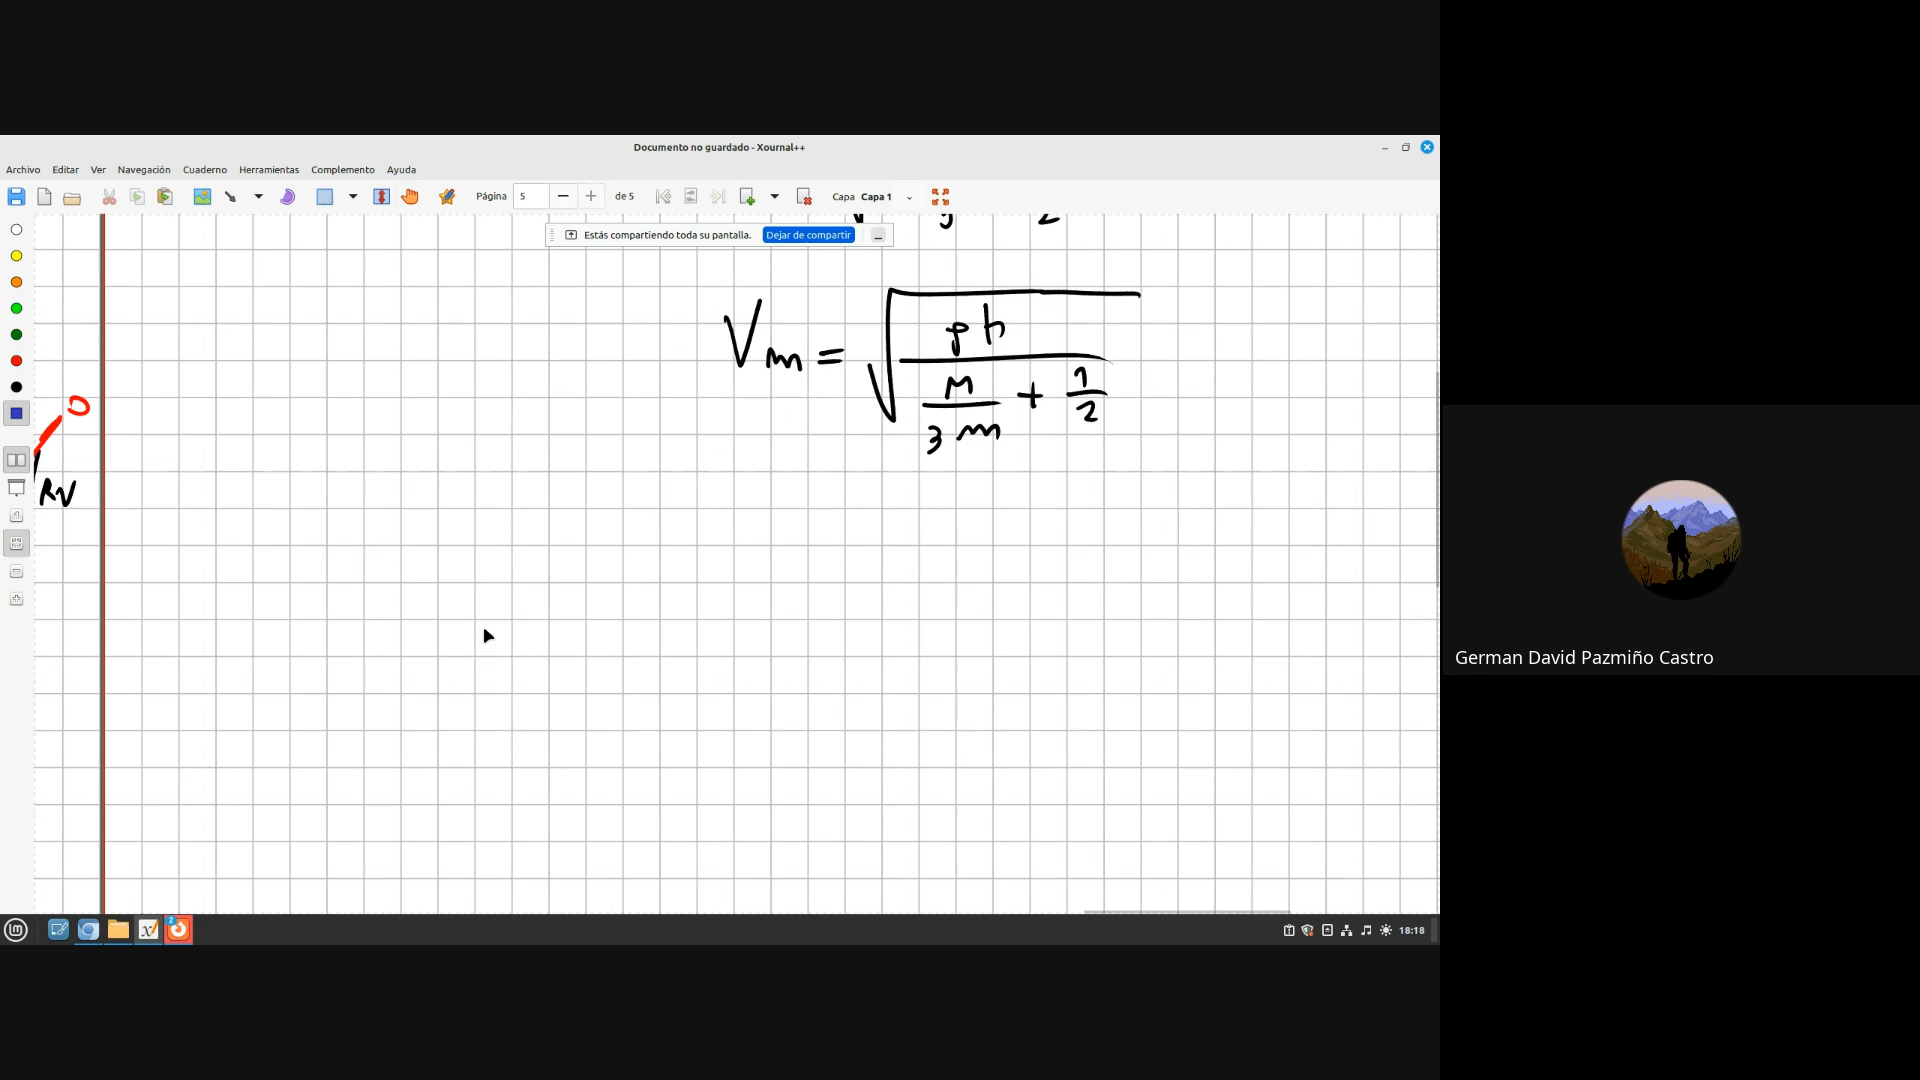 Documento no guardado - Xournal++
Archivo Editar Ver Navegación Cuaderno Herramientas Complemento Ayuda
Página 5 de 5 Capa Capa 1
Estás compartiendo toda su pantalla. Dejar de compartir
Vm = √((gh)/(M/(3m) + 1/2))
O
RV
German David Pazmiño Castro
2
18:18